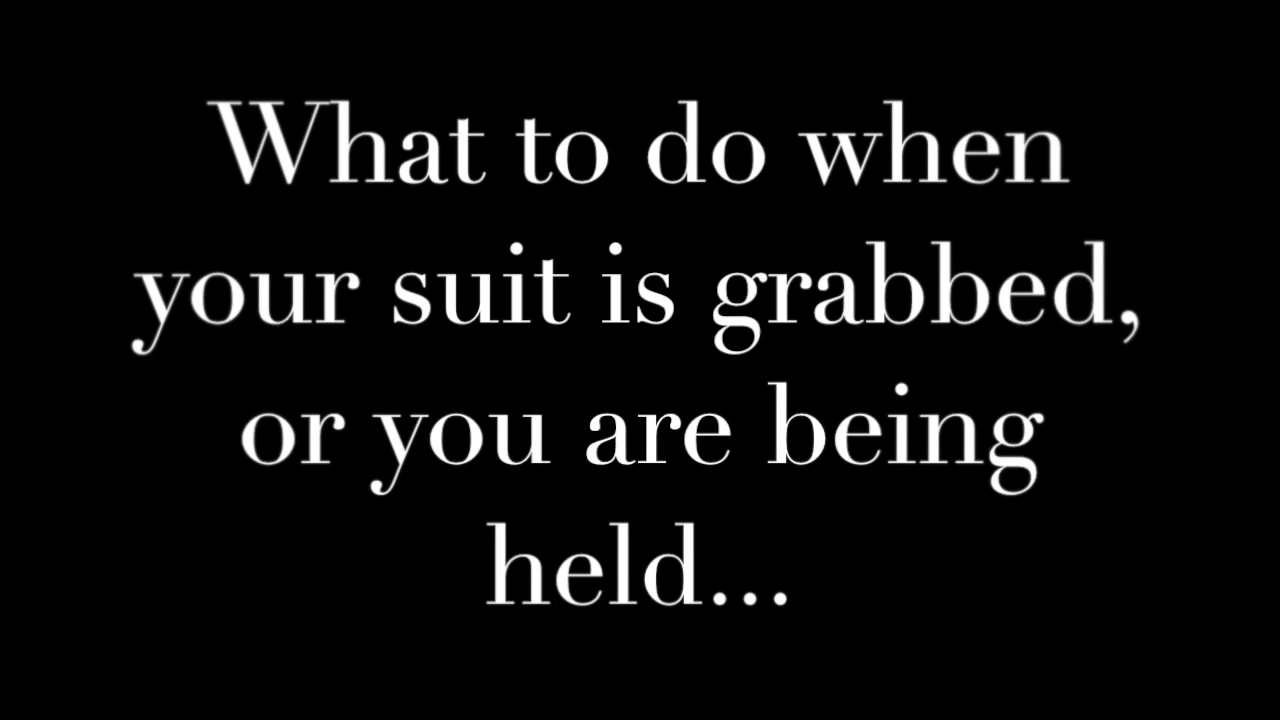 What to do when
your suit is grabbed,
or you are being
held...